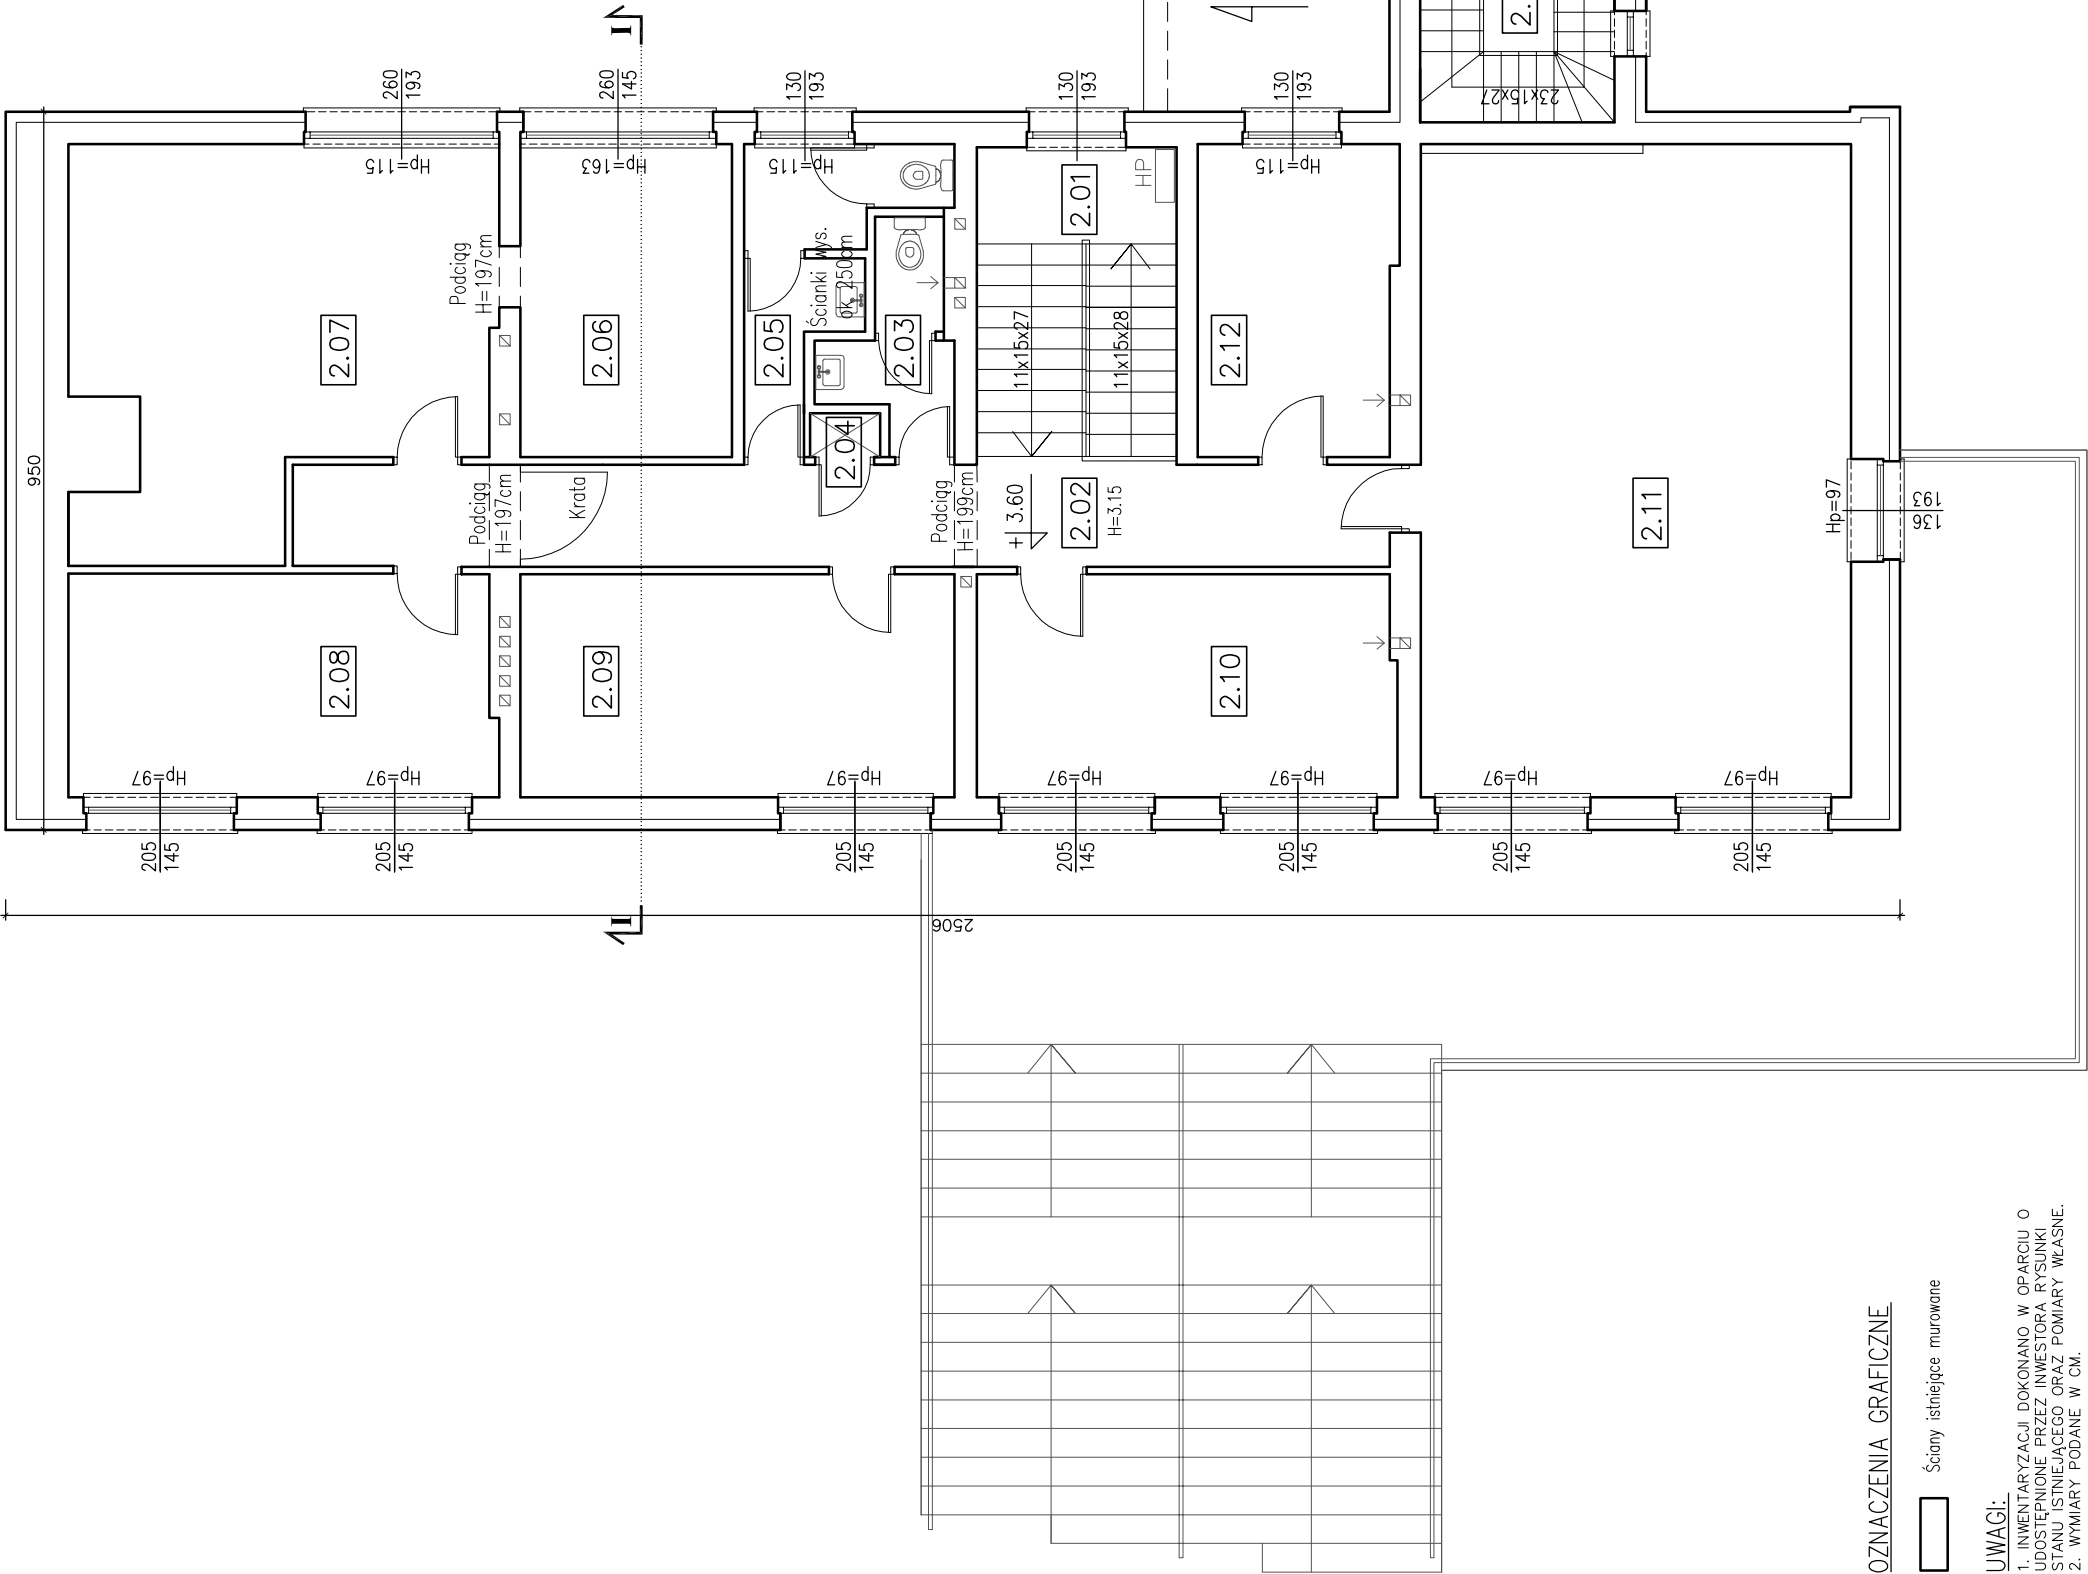 I
I
260
193
260
145
130
193
130
193
130
193
2.
23x15x27
Hp=115
Hp=163
Hp=115
Hp=115
HP
2.01
950
2.07
Podciąg
H=197cm
2.06
2.05
Ścianki wys.
ok. 250cm
2.03
2.04
11x15x27
11x15x28
2.12
Podciąg
H=197cm
Krata
Podciąg
H=199cm
+3.60
2.02
H=3.15
2.11
Hp=97
136
193
2.08
2.09
2.10
Hp=97
Hp=97
Hp=97
Hp=97
Hp=97
Hp=97
Hp=97
205
145
205
145
205
145
205
145
205
145
205
145
205
145
2506
OZNACZENIA GRAFICZNE
Ściany istniejące murowane
UWAGI:
1. INWENTARYZACJI DOKONANO W OPARCIU O
UDOSTĘPNIONE PRZEZ INWESTORA RYSUNKI
STANU ISTNIEJĄCEGO ORAZ POMIARY WŁASNE.
2. WYMIARY PODANE W CM.